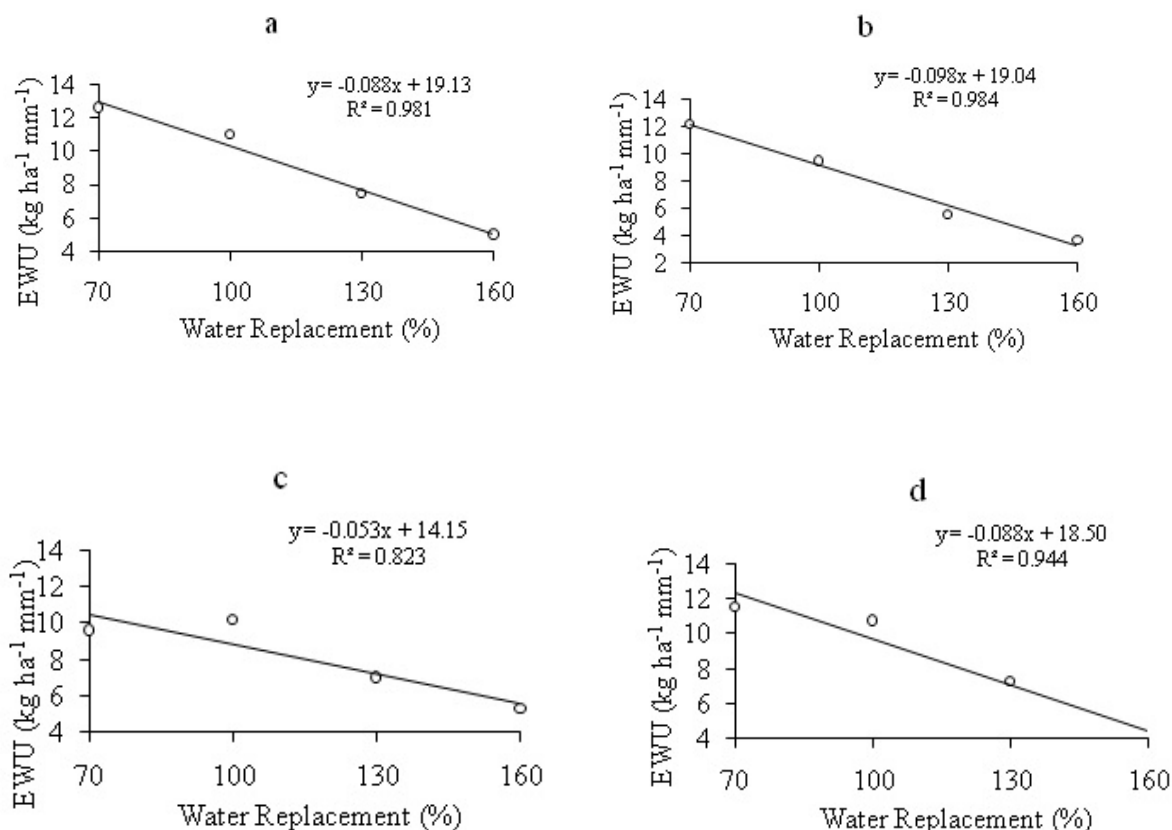 a
y= -0.088x + 19.13
R² = 0.981
EWU (kg ha⁻¹ mm⁻¹)
14
12
10
8
6
4
70 100 130 160
Water Replacement (%)
b
y= -0.098x + 19.04
R² = 0.984
EWU (kg ha⁻¹ mm⁻¹)
14
12
10
8
6
4
2
70 100 130 160
Water Replacement (%)
c
y= -0.053x + 14.15
R² = 0.823
EWU (kg ha⁻¹ mm⁻¹)
14
12
10
8
6
4
70 100 130 160
Water Replacement (%)
d
y= -0.088x + 18.50
R² = 0.944
EWU (kg ha⁻¹ mm⁻¹)
14
12
10
8
6
4
70 100 130 160
Water Replacement (%)